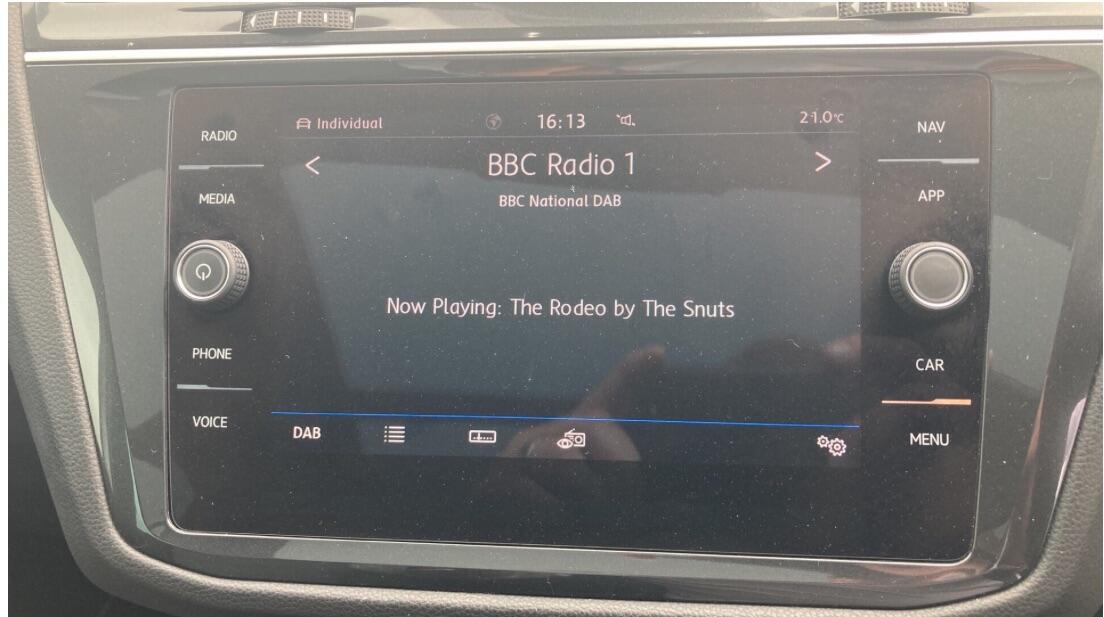 RADIO
MEDIA
PHONE
VOICE
Individual
16:13
21.0°C
< BBC Radio 1 >
BBC National DAB
Now Playing: The Rodeo by The Snuts
DAB
NAV
APP
CAR
MENU